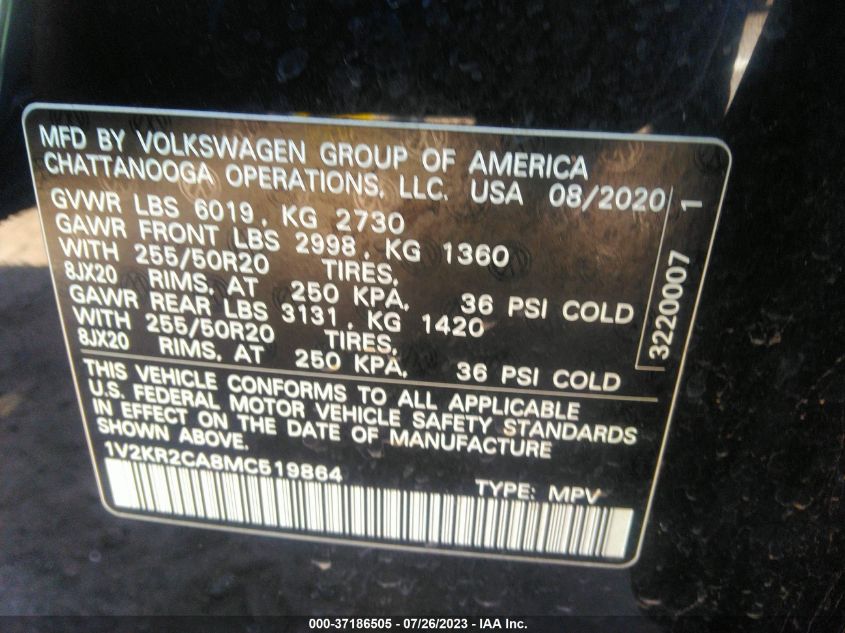 MFD BY VOLKSWAGEN GROUP OF AMERICA
CHATTANOOGA OPERATIONS, LLC. USA 08/2020
GVWR LBS 6019, KG 2730
GAWR FRONT LBS 2998, KG 1360
WITH 255/50R20 TIRES,
8JX20 RIMS, AT 250 KPA, 36 PSI COLD
GAWR REAR LBS 3131, KG 1420
WITH 255/50R20 TIRES,
8JX20 RIMS, AT 250 KPA, 36 PSI COLD
3220007 1
THIS VEHICLE CONFORMS TO ALL APPLICABLE
U.S. FEDERAL MOTOR VEHICLE SAFETY STANDARDS
IN EFFECT ON THE DATE OF MANUFACTURE
SHOWN ABOVE.
1V2KR2CA8MC519864 TYPE: MPV
000-37186505 - 07/26/2023 - IAA Inc.